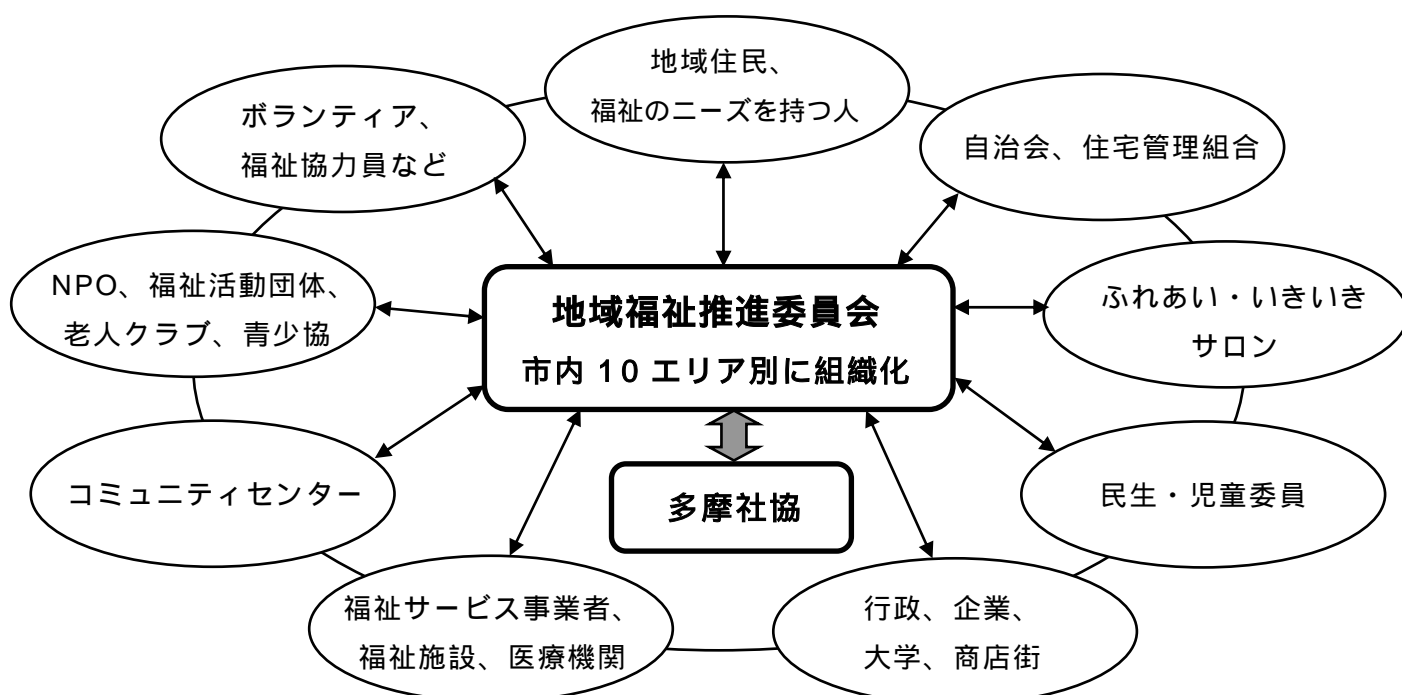 地域住民、
福祉のニーズを持つ人
ボランティア、
福祉協力員など
自治会、住宅管理組合
NPO、福祉活動団体、
老人クラブ、青少協
地域福祉推進委員会
市内 10 エリア別に組織化
ふれあい・いきいき
サロン
コミュニティセンター
多摩社協
民生・児童委員
福祉サービス事業者、
福祉施設、医療機関
行政、企業、
大学、商店街